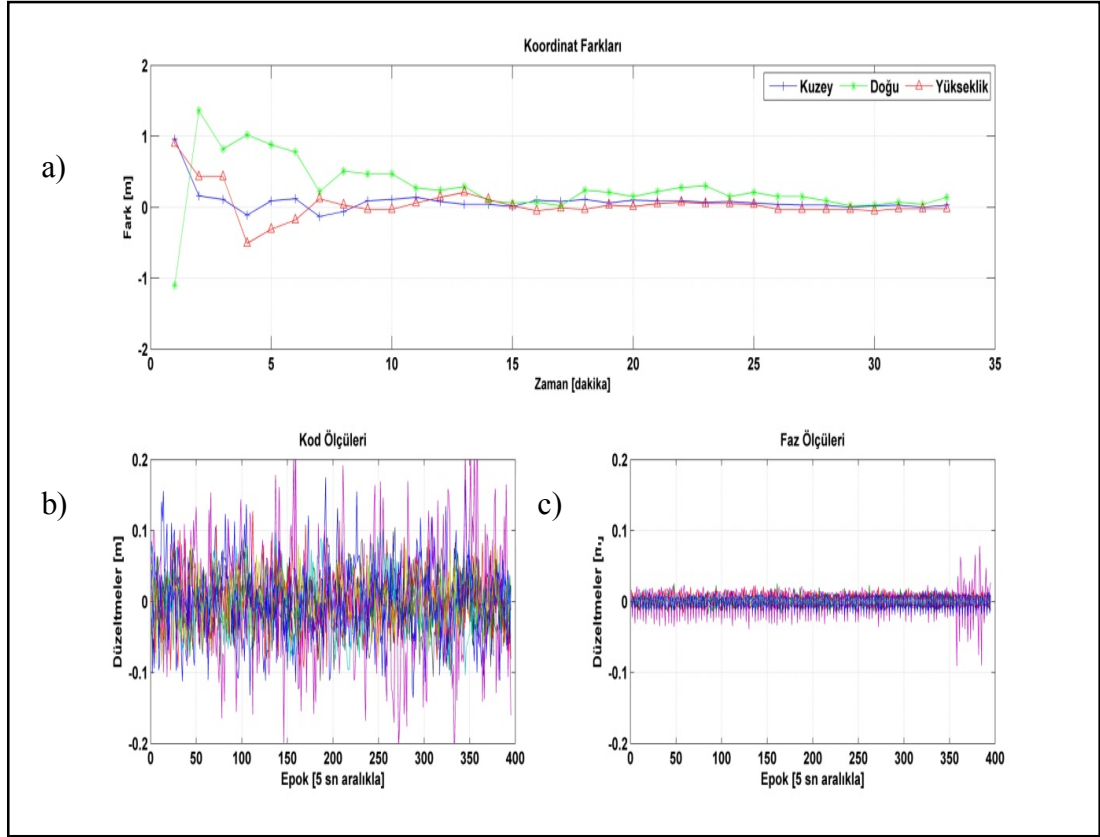 Koordinat Farkları
a)
Fark [m]
2
1
0
-1
-2
Kuzey Doğu Yükseklik
0 5 10 15 20 25 30 35
Zaman [dakika]
Kod Ölçüleri
b)
Düzeltmeler [m]
0.2
0.1
0
-0.1
-0.2
0 50 100 150 200 250 300 350 400
Epok [5 sn aralıkla]
Faz Ölçüleri
c)
Düzeltmeler
0.2
0.1
0
-0.1
-0.2
0 50 100 150 200 250 300 350 400
Epok [5 sn aralıkla]